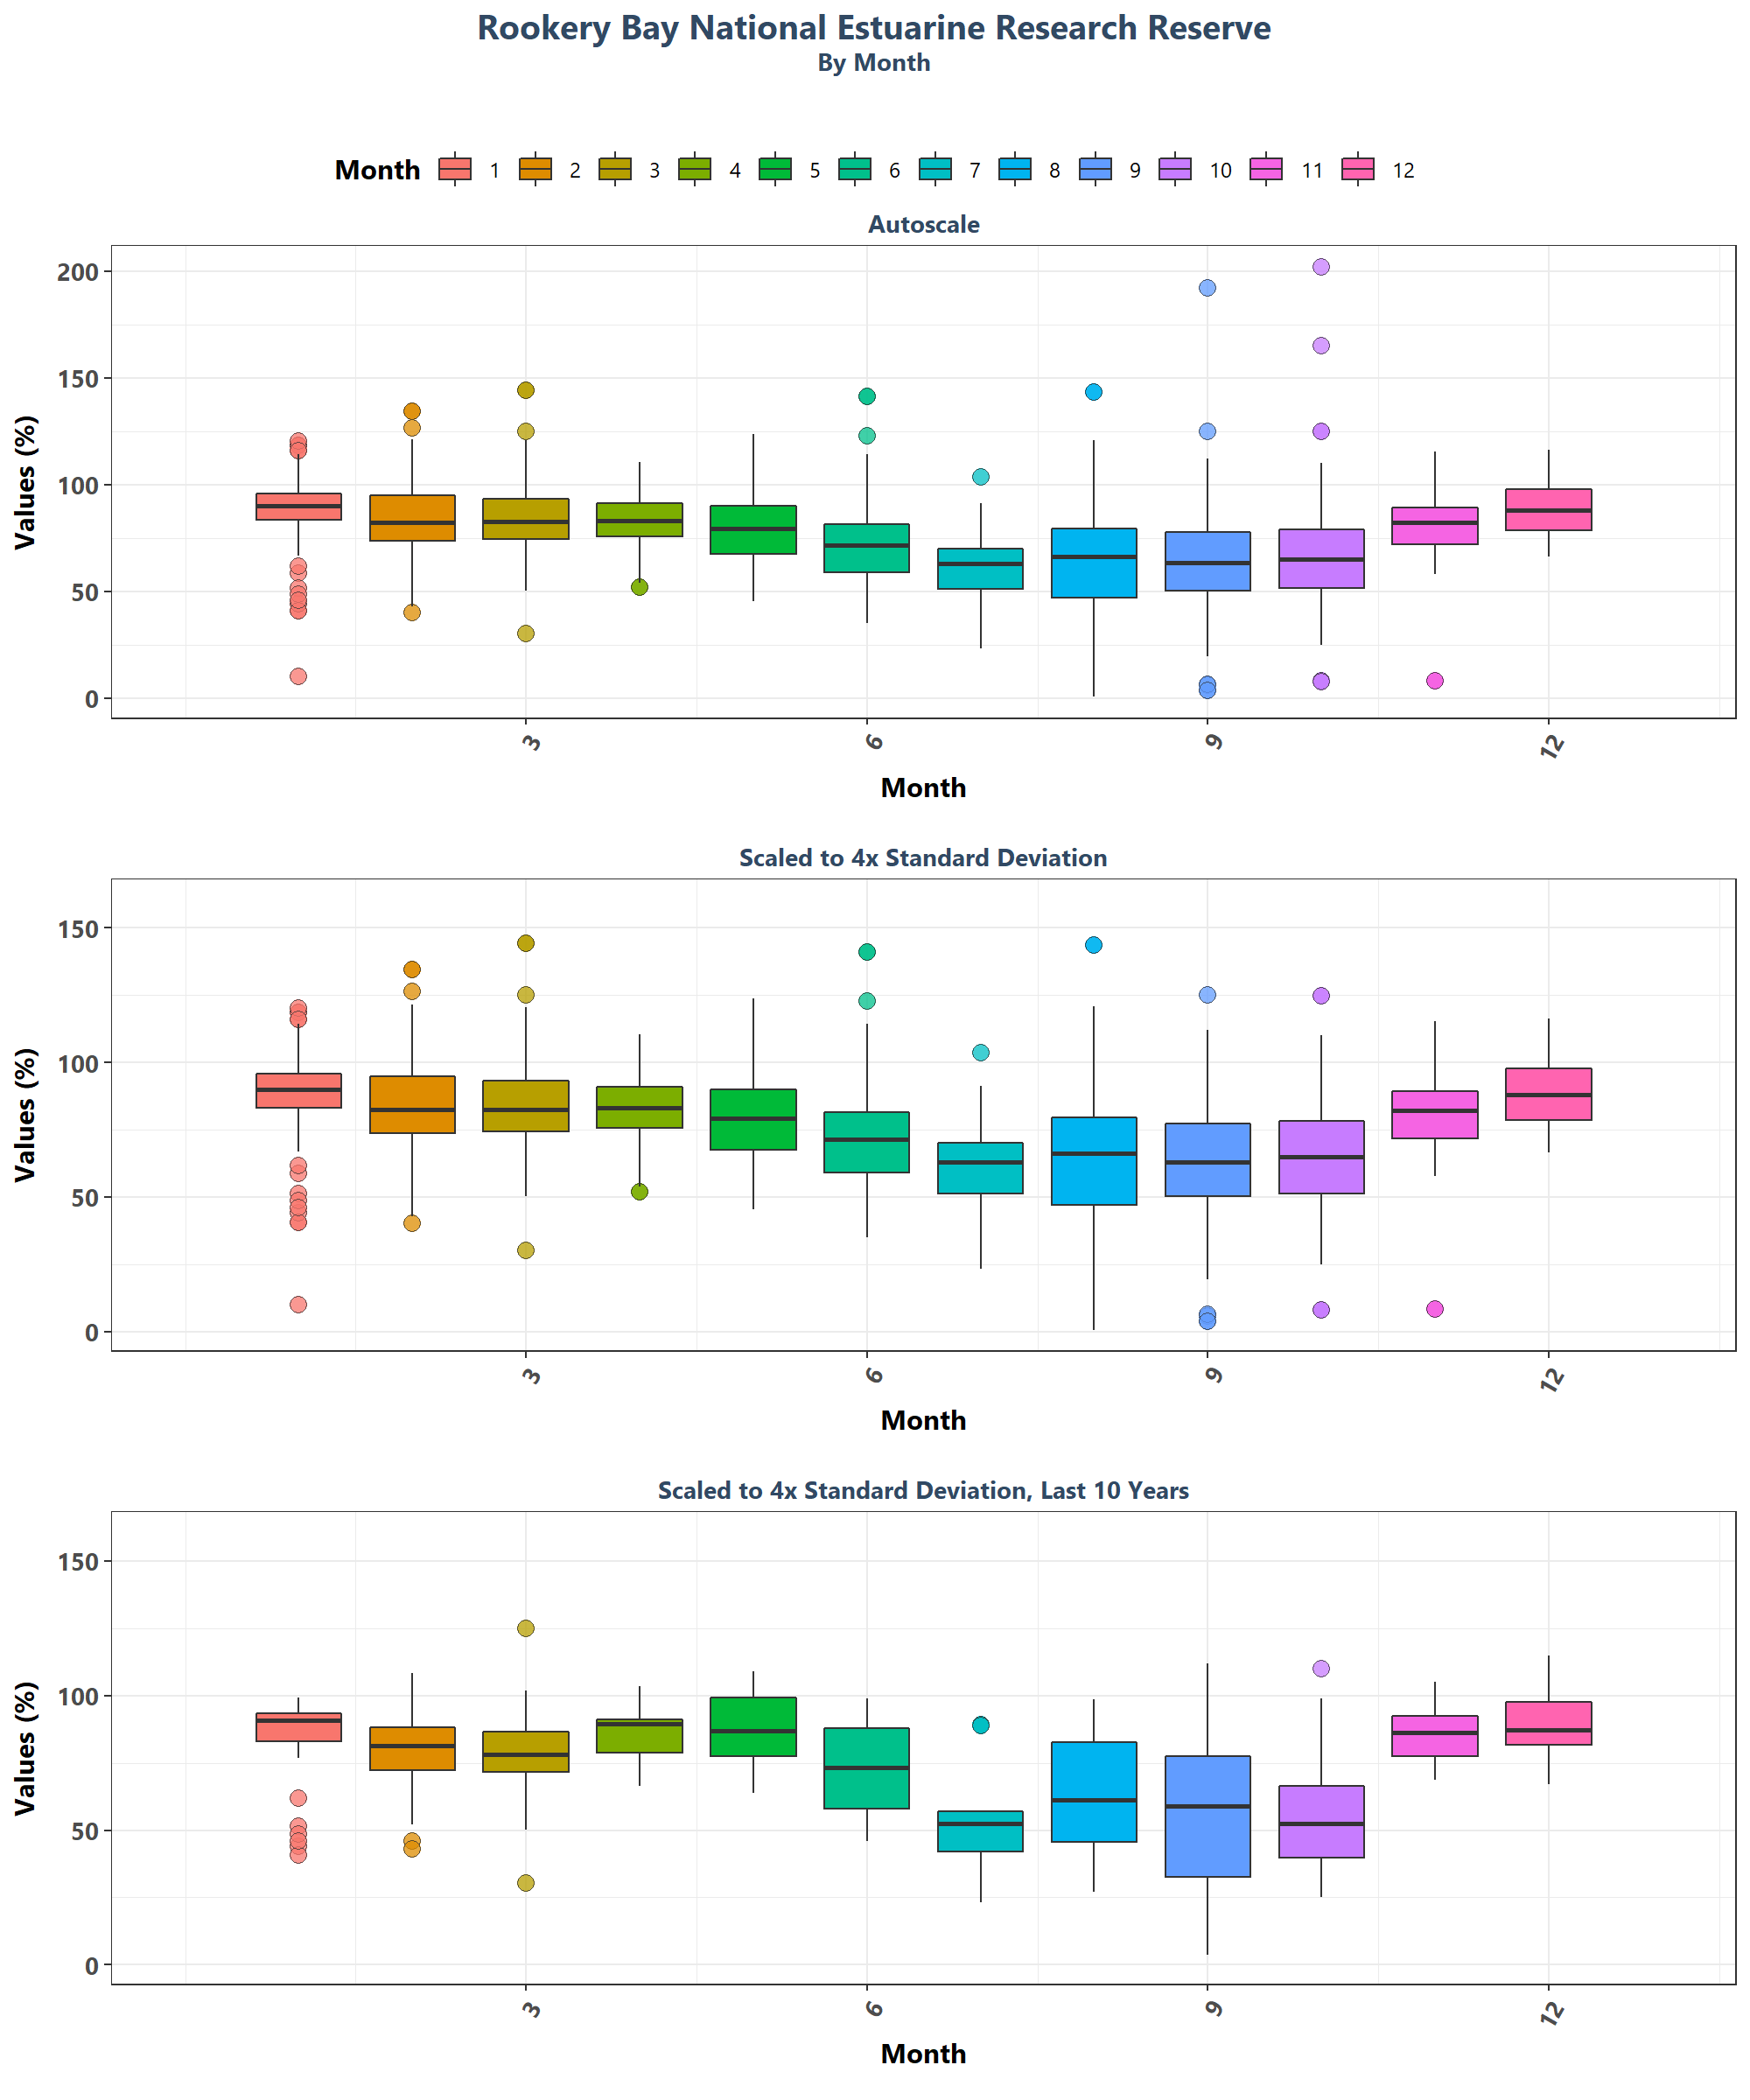 Rookery Bay National Estuarine Research Reserve
By Month
Month 1 2 3 4 5 6 7 8 9 10 11 12
Autoscale
Values (%)
200
150
100
50
0
3 6 9 12
Month
Scaled to 4x Standard Deviation
Values (%)
150
100
50
0
3 6 9 12
Month
Scaled to 4x Standard Deviation, Last 10 Years
Values (%)
150
100
50
0
3 6 9 12
Month